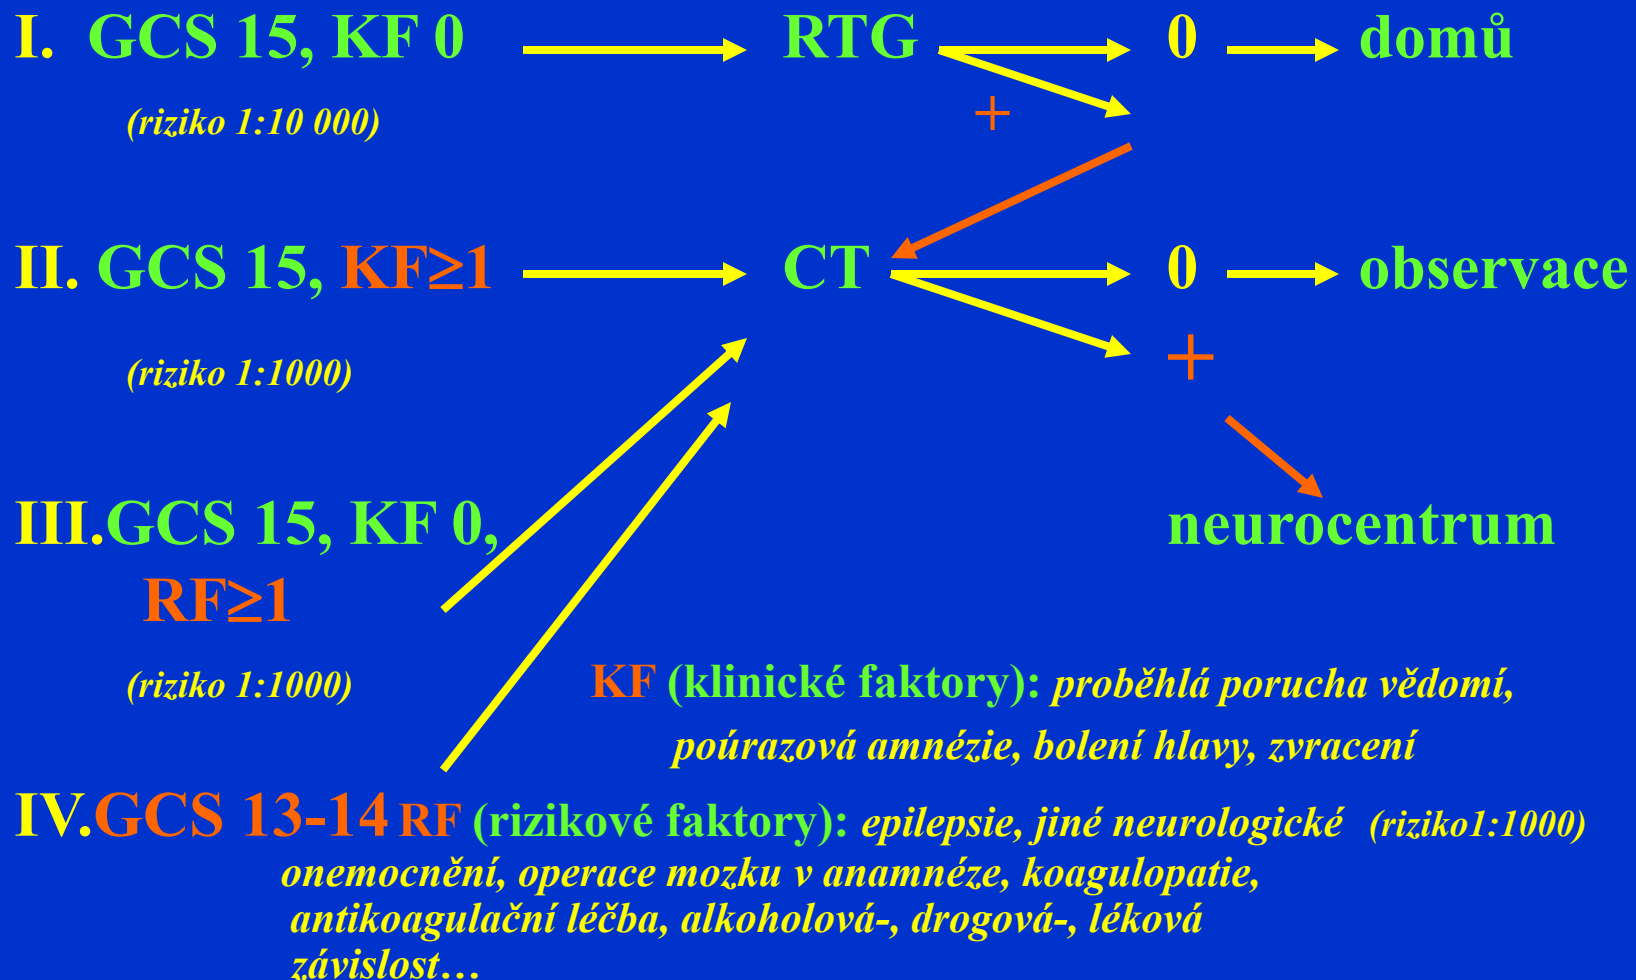 I. GCS 15, KF 0 RTG 0 domů
(riziko 1:10 000) +
II. GCS 15, KF≥1 CT 0 observace
(riziko 1:1000) +
III.GCS 15, KF 0, neurocentrum
RF≥1
(riziko 1:1000) KF (klinické faktory): proběhlá porucha vědomí,
poúrazová amnézie, bolení hlavy, zvracení
IV.GCS 13-14 RF (rizikové faktory): epilepsie, jiné neurologické (riziko1:1000)
onemocnění, operace mozku v anamnéze, koagulopatie,
antikoagulační léčba, alkoholová-, drogová-, léková
závislost…